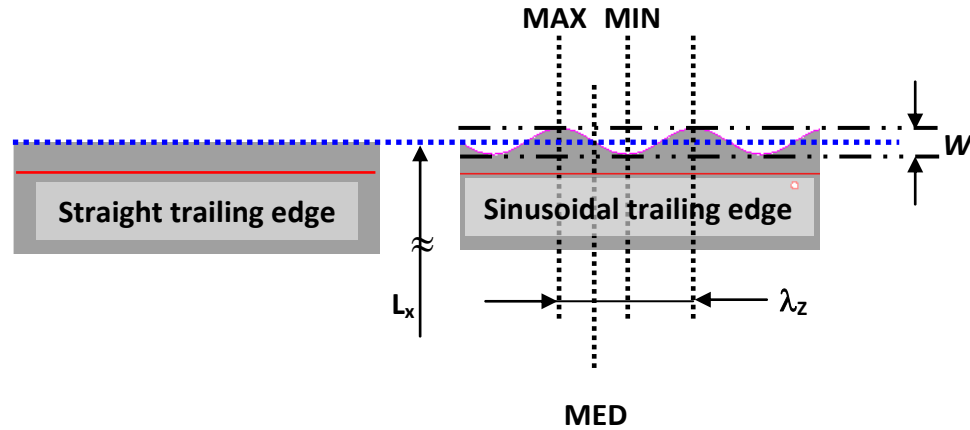 MAX MIN
W
Straight trailing edge
Sinusoidal trailing edge
≈
Lx
λZ
MED